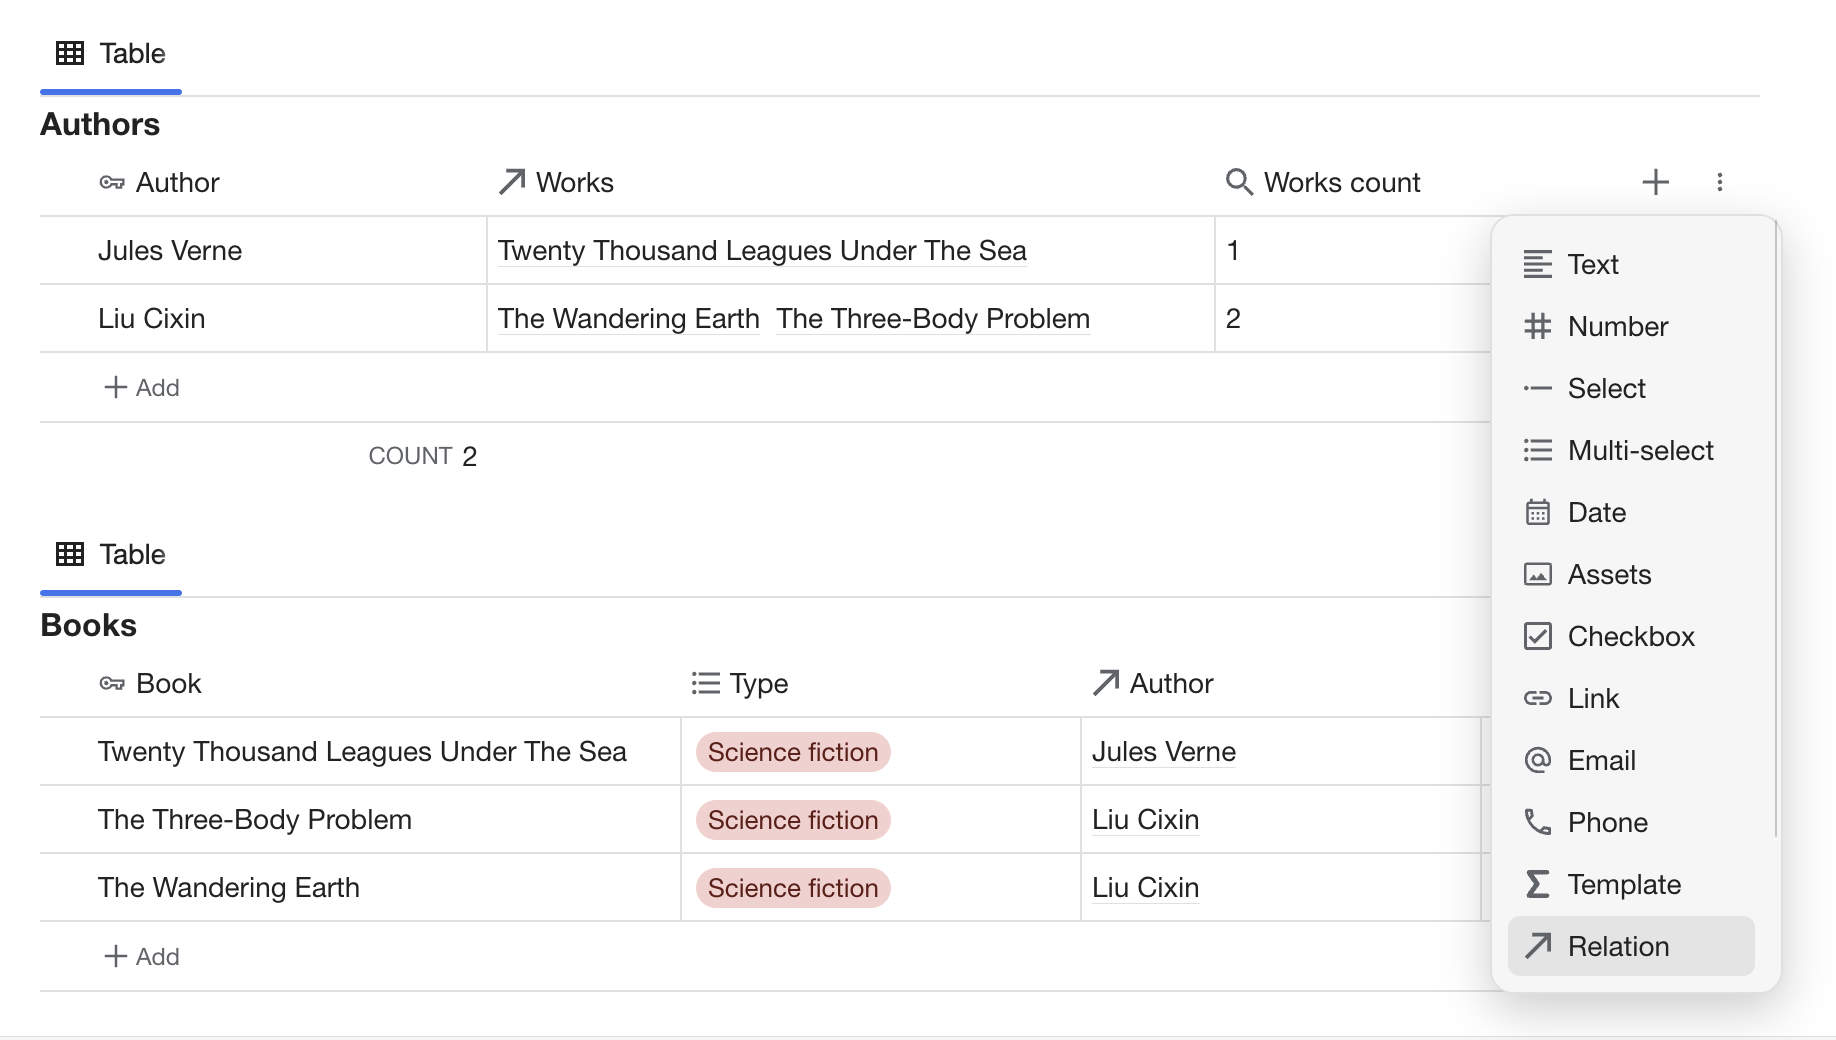 Table
Authors
Author Works Works count
Jules Verne Twenty Thousand Leagues Under The Sea 1
Liu Cixin The Wandering Earth The Three-Body Problem 2
Add
COUNT 2
Table
Books
Book Type Author
Twenty Thousand Leagues Under The Sea Science fiction Jules Verne
The Three-Body Problem Science fiction Liu Cixin
The Wandering Earth Science fiction Liu Cixin
Add
Text
Number
Select
Multi-select
Date
Assets
Checkbox
Link
Email
Phone
Template
Relation